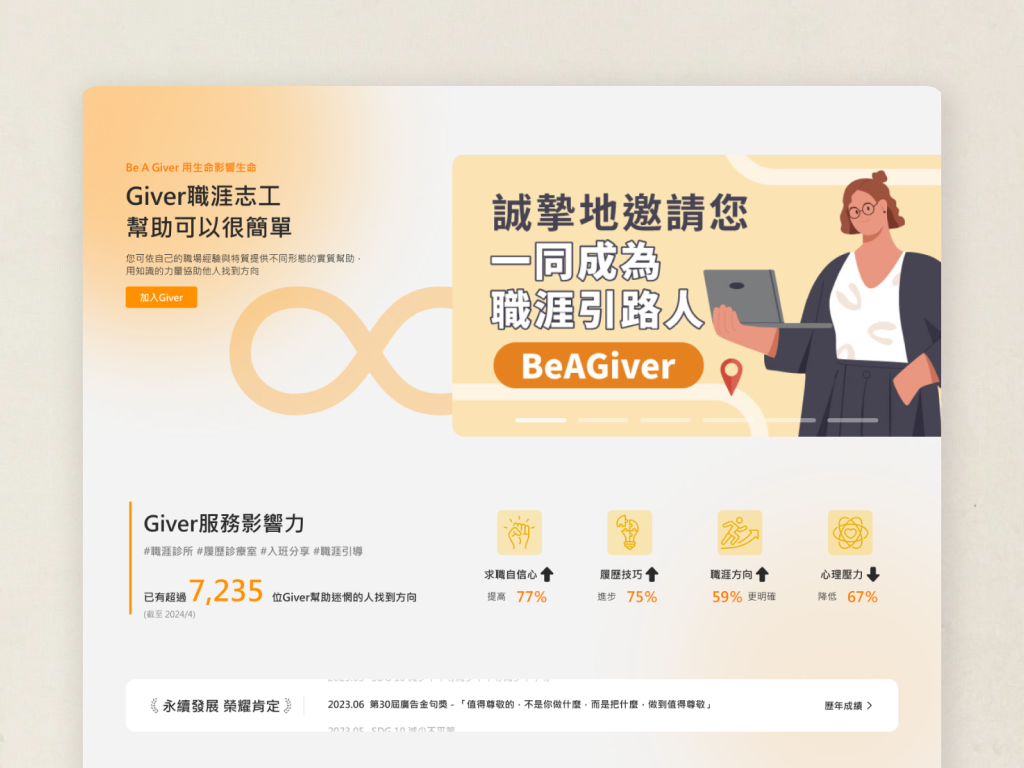 Be A Giver 用生命影響生命
Giver職涯志工
幫助可以很簡單
您可依自己的職場經驗與特質提供不同形態的實質幫助，
用知識的力量協助他人找到方向
加入Giver
誠摯地邀請您
一同成為
職涯引路人
BeAGiver
Giver服務影響力
#職涯診所 #履歷診療室 #入班分享 #職涯引導
已有超過 7,235 位Giver幫助迷惘的人找到方向
(截至 2024/4)
求職自信心
提高 77%
履歷技巧
進步 75%
職涯方向
59% 更明確
心理壓力
降低 67%
永續發展 榮耀肯定
2023.06 第30屆廣告金句獎 -「值得尊敬的，不是你做什麼，而是把什麼，做到值得尊敬」
2023.05 SDG 10 減少不平等
歷年成績